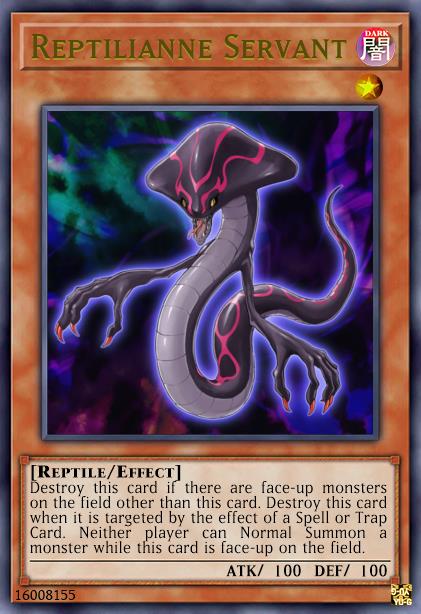 Reptilianne Servant
DARK
闇
[Reptile/Effect]
Destroy this card if there are face-up monsters
on the field other than this card. Destroy this card
when it is targeted by the effect of a Spell or Trap
Card. Neither player can Normal Summon a
monster while this card is face-up on the field.
ATK/ 100 DEF/ 100
16008155